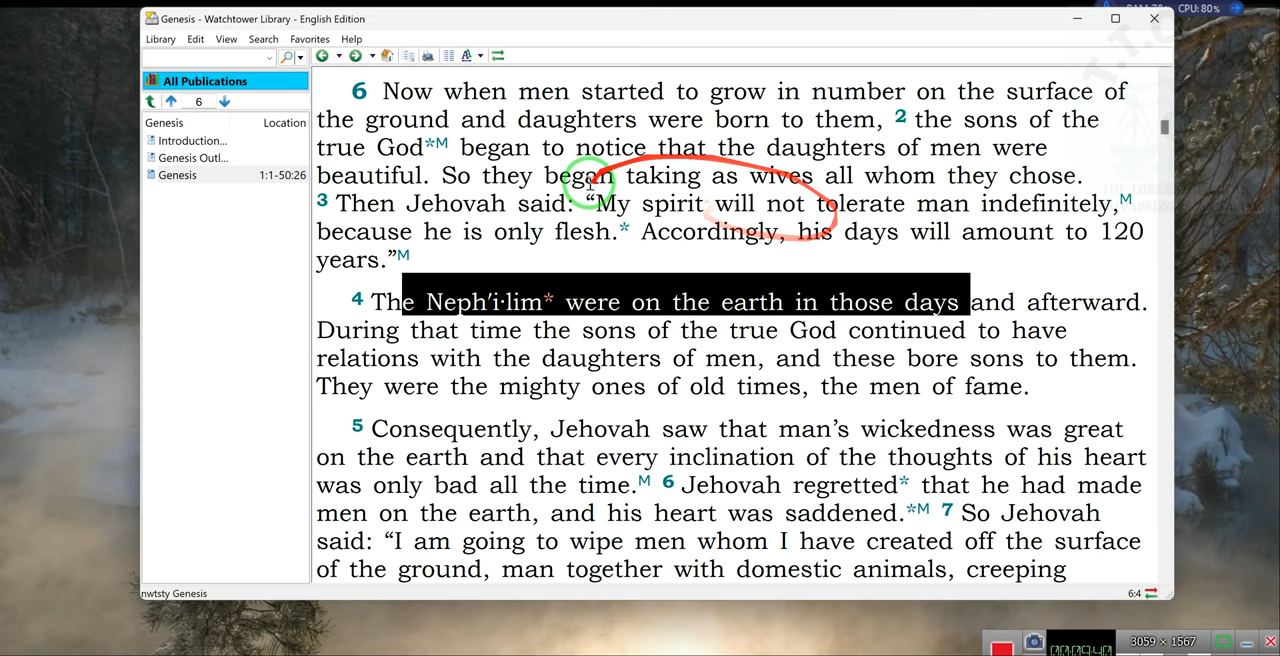 CPU: 80%
Genesis - Watchtower Library - English Edition
Library Edit View Search Favorites Help
All Publications
6
Genesis Location
Introduction...
Genesis Outl...
Genesis 1:1-50:26
6 Now when men started to grow in number on the surface of
the ground and daughters were born to them, 2 the sons of the
true God*M began to notice that the daughters of men were
beautiful. So they began taking as wives all whom they chose.
3 Then Jehovah said: “My spirit will not tolerate man indefinitely,M
because he is only flesh.* Accordingly, his days will amount to 120
years.”M
4 The Neph′i·lim* were on the earth in those days and afterward.
During that time the sons of the true God continued to have
relations with the daughters of men, and these bore sons to them.
They were the mighty ones of old times, the men of fame.
5 Consequently, Jehovah saw that man’s wickedness was great
on the earth and that every inclination of the thoughts of his heart
was only bad all the time.M 6 Jehovah regretted* that he had made
men on the earth, and his heart was saddened.*M 7 So Jehovah
said: “I am going to wipe men whom I have created off the surface
of the ground, man together with domestic animals, creeping
nwtsty Genesis
6:4
3059 × 1567